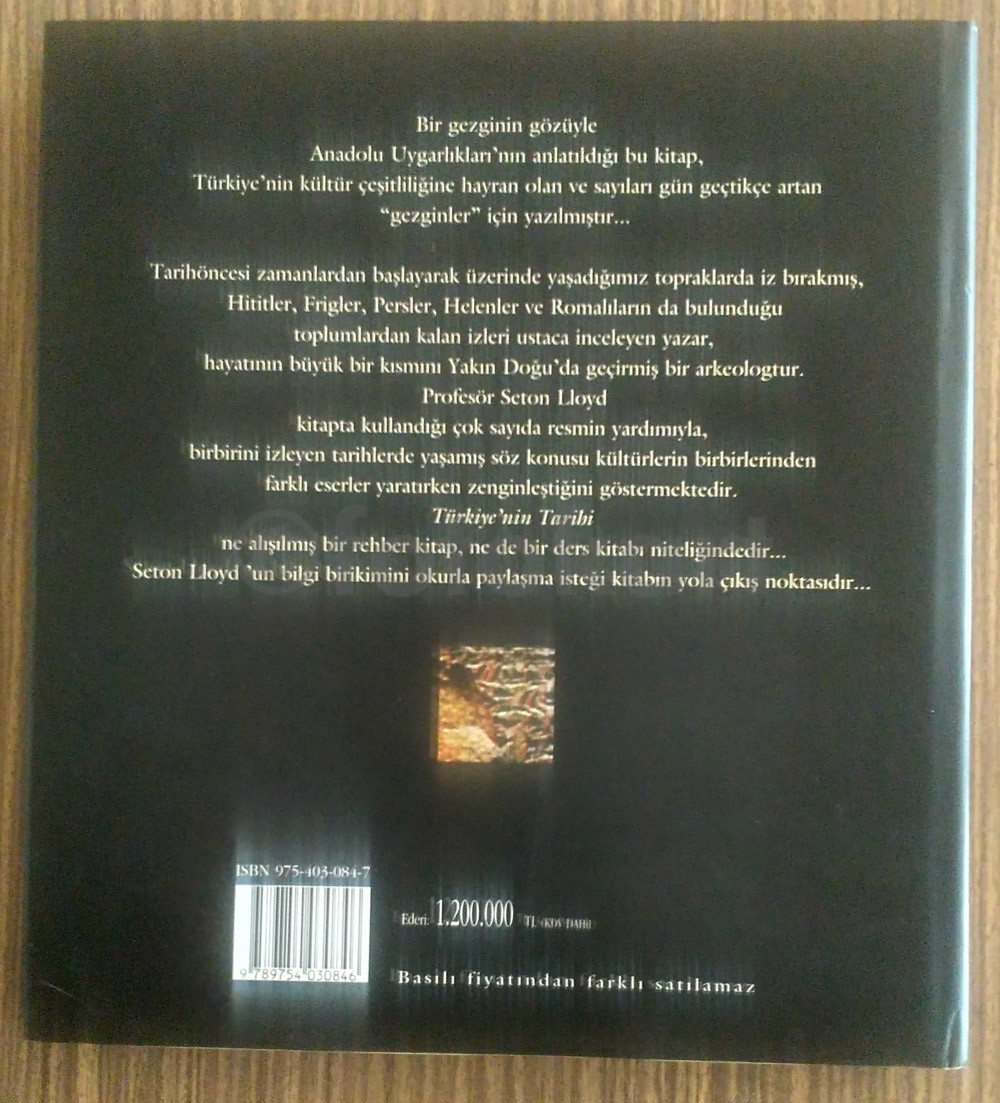 Bir gezginin gözüyle
Anadolu Uygarlıkları'nın anlatıldığı bu kitap,
Türkiye'nin kültür çeşitliliğine hayran olan ve sayıları gün geçtikçe artan
“gezginler” için yazılmıştır...
Tarihöncesi zamanlardan başlayarak üzerinde yaşadığımız topraklarda iz bırakmış,
Hititler, Frigler, Persler, Helenler ve Romalıların da bulunduğu
toplumlardan kalan izleri ustaca inceleyen yazar,
hayatının büyük bir kısmını Yakın Doğu'da geçirmiş bir arkeologtur.
Profesör Seton Lloyd
kitapta kullandığı çok sayıda resmin yardımıyla,
birbirini izleyen tarihlerde yaşamış söz konusu kültürlerin birbirlerinden
farklı eserler yaratırken zenginleştiğini göstermektedir.
Türkiye'nin Tarihi
ne alışılmış bir rehber kitap, ne de bir ders kitabı niteliğindedir...
Seton Lloyd 'un bilgi birikimini okurla paylaşma isteği kitabın yola çıkış noktasıdır...
ISBN 975-403-084-7
9 789754 030846
Ederi: 1.200.000 TL (KDV DAHİL)
Basılı fiyatından farklı satılamaz